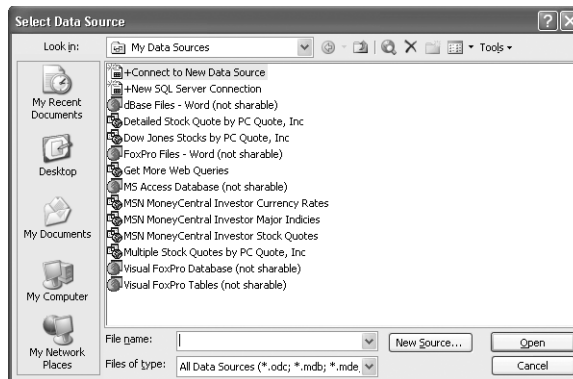 Select Data Source
Look in: My Data Sources Tools
+Connect to New Data Source
+New SQL Server Connection
dBase Files - Word (not sharable)
Detailed Stock Quote by PC Quote, Inc
Dow Jones Stocks by PC Quote, Inc
FoxPro Files - Word (not sharable)
Get More Web Queries
MS Access Database (not sharable)
MSN MoneyCentral Investor Currency Rates
MSN MoneyCentral Investor Major Indicies
MSN MoneyCentral Investor Stock Quotes
Multiple Stock Quotes by PC Quote, Inc
Visual FoxPro Database (not sharable)
Visual FoxPro Tables (not sharable)
My Recent
Documents
Desktop
My Documents
My Computer
My Network
Places
File name: New Source... Open
Files of type: All Data Sources (*.odc; *.mdb; *.mde; Cancel